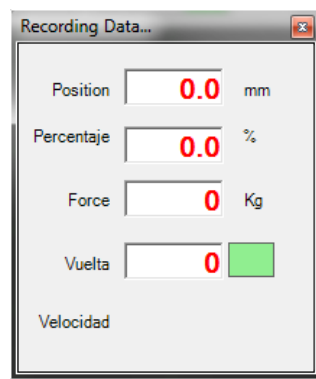 Recording Data...
Position 0.0 mm
Percentaje 0.0 %
Force 0 Kg
Vuelta 0
Velocidad